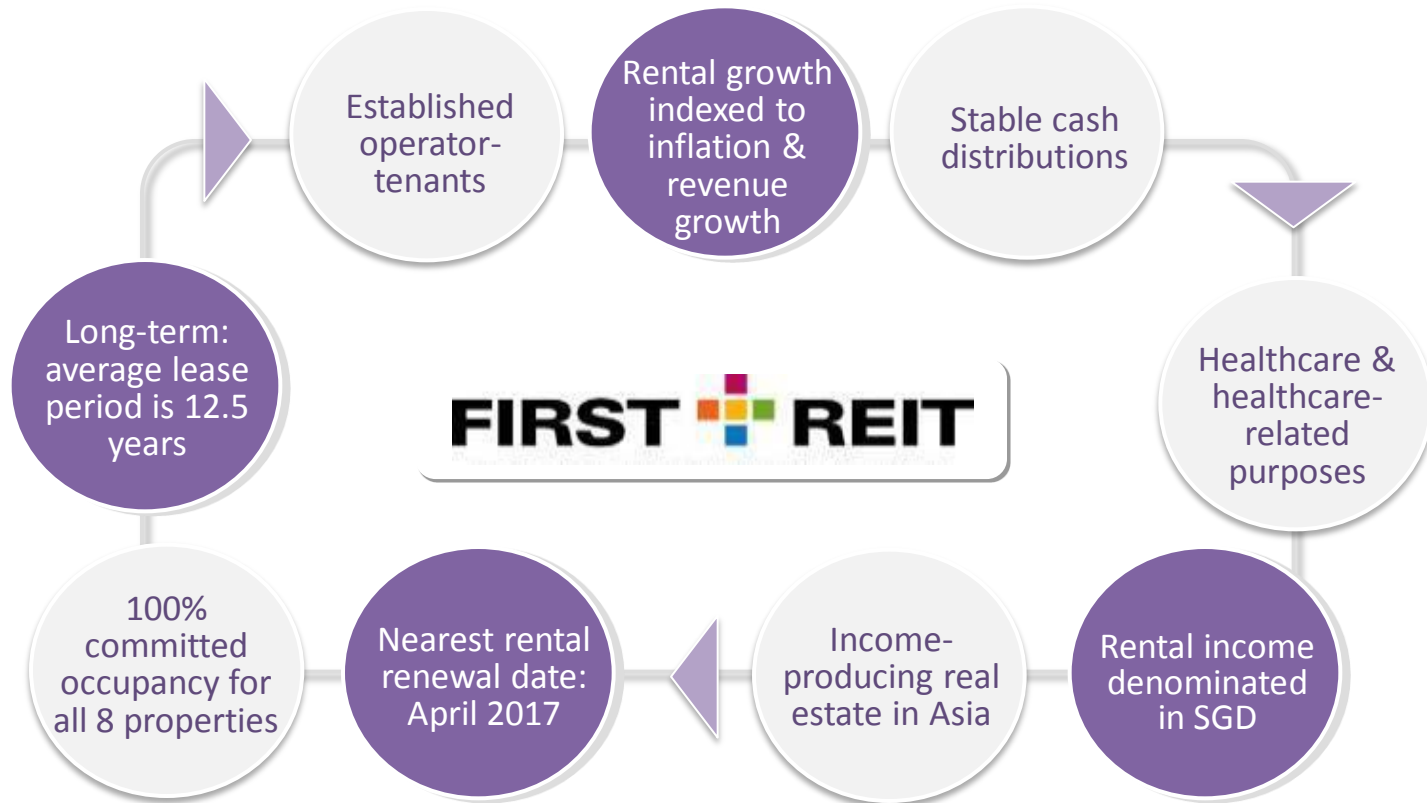 Established
operator-
tenants
Rental growth
indexed to
inflation &
revenue
growth
Stable cash
distributions
Healthcare &
healthcare-
related
purposes
Rental income
denominated
in SGD
Income-
producing real
estate in Asia
Nearest rental
renewal date:
April 2017
100%
committed
occupancy for
all 8 properties
Long-term:
average lease
period is 12.5
years
FIRST REIT